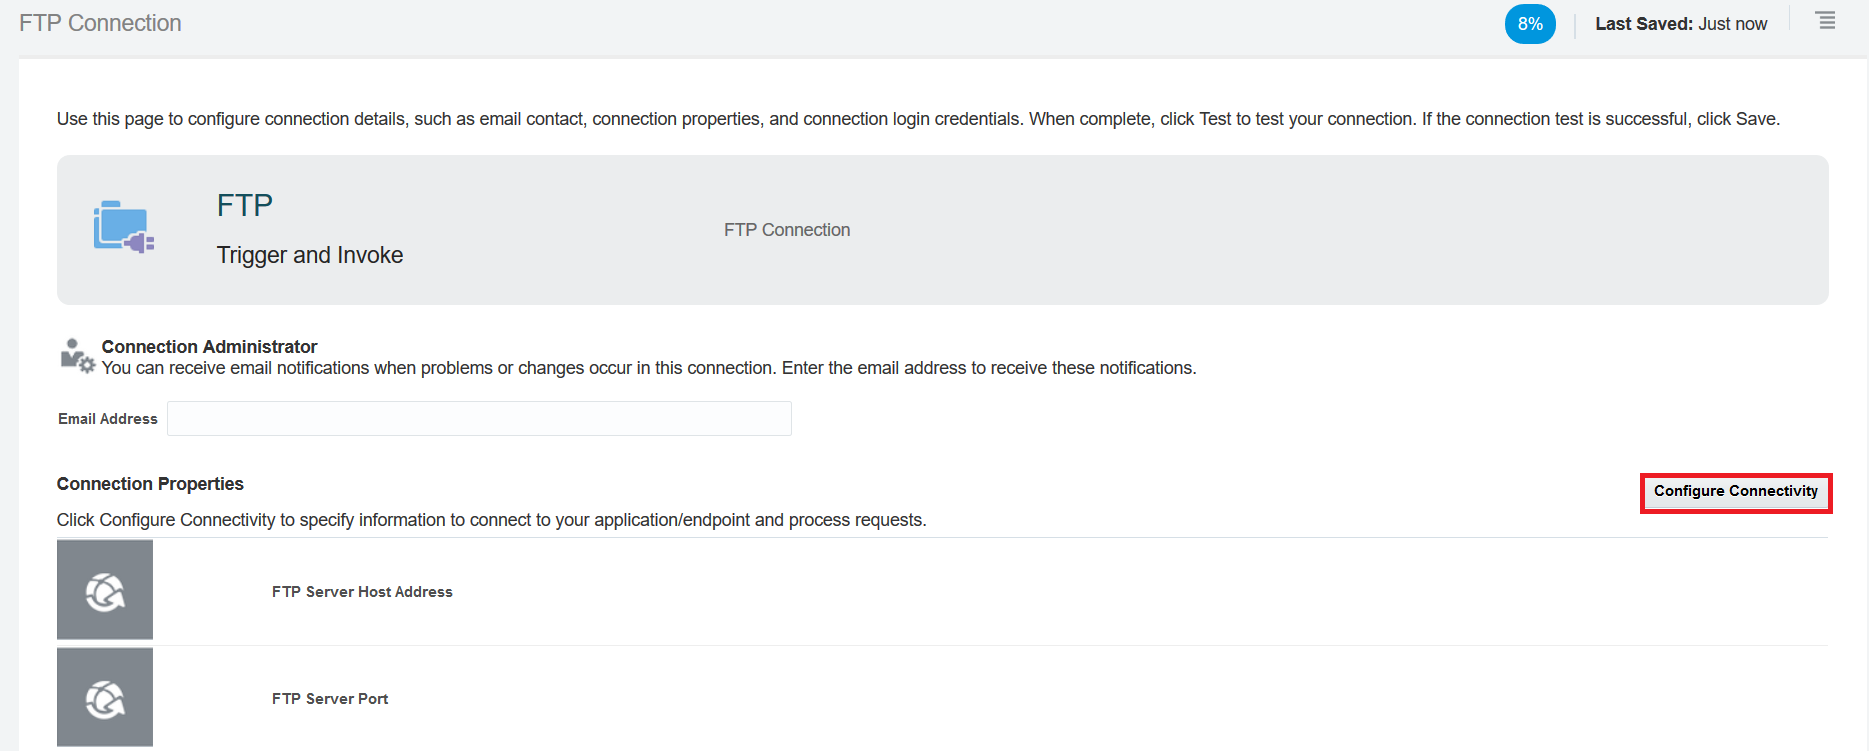 FTP Connection
8%
Last Saved: Just now
Use this page to configure connection details, such as email contact, connection properties, and connection login credentials. When complete, click Test to test your connection. If the connection test is successful, click Save.
FTP
FTP Connection
Trigger and Invoke
Connection Administrator
You can receive email notifications when problems or changes occur in this connection. Enter the email address to receive these notifications.
Email Address
Connection Properties
Configure Connectivity
Click Configure Connectivity to specify information to connect to your application/endpoint and process requests.
FTP Server Host Address
FTP Server Port